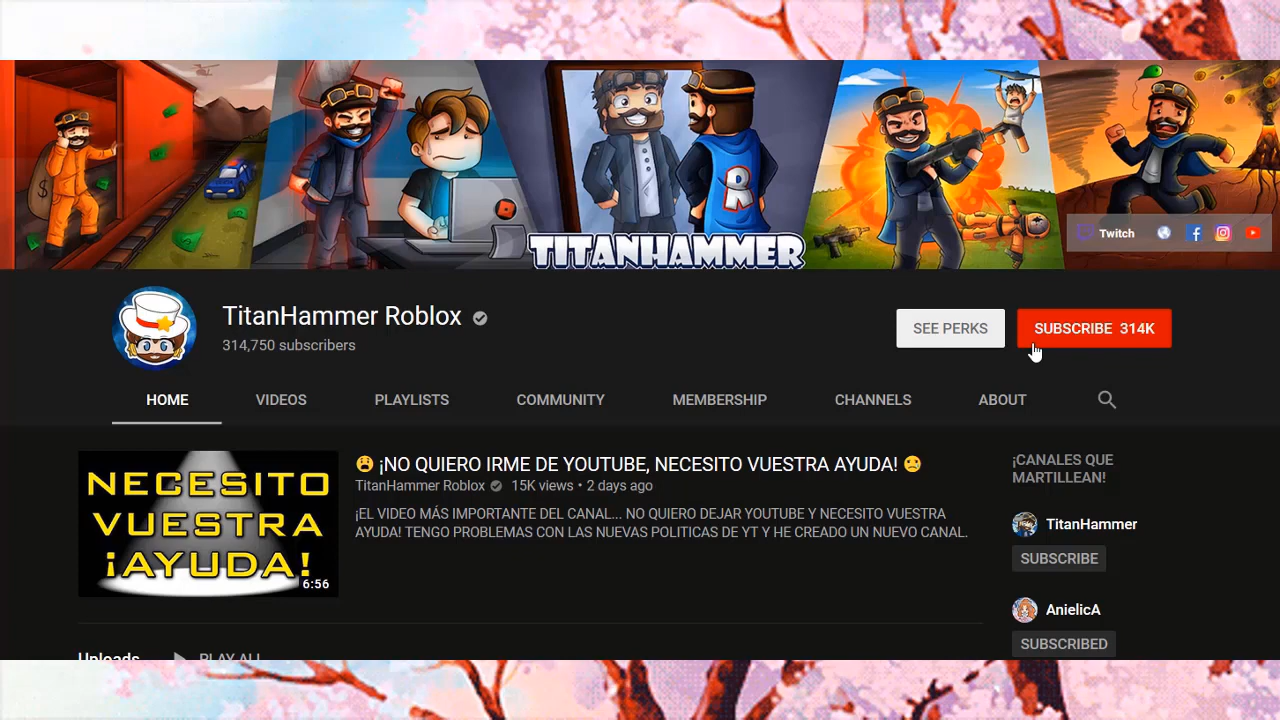 $
R
TITANHAMMER
Twitch
TitanHammer Roblox
314,750 subscribers
SEE PERKS
SUBSCRIBE 314K
HOME
VIDEOS
PLAYLISTS
COMMUNITY
MEMBERSHIP
CHANNELS
ABOUT
NECESITO
VUESTRA
¡AYUDA!
6:56
😩 ¡NO QUIERO IRME DE YOUTUBE, NECESITO VUESTRA AYUDA! 😢
TitanHammer Roblox 15K views • 2 days ago
¡EL VIDEO MÁS IMPORTANTE DEL CANAL... NO QUIERO DEJAR YOUTUBE Y NECESITO VUESTRA
AYUDA! TENGO PROBLEMAS CON LAS NUEVAS POLITICAS DE YT Y HE CREADO UN NUEVO CANAL.
¡CANALES QUE
MARTILLEAN!
TitanHammer
SUBSCRIBE
AnielicA
SUBSCRIBED
Uploads
PLAY ALL